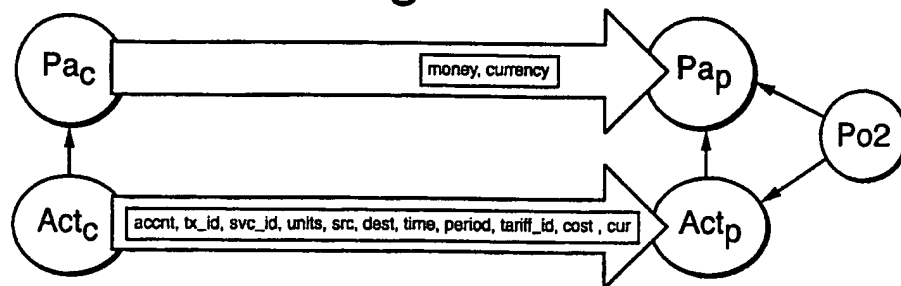 Pac
money, currency
Pap
Po2
Actc
accnt, tx_id, svc_id, units, src, dest, time, period, tariff_id, cost , cur
Actp